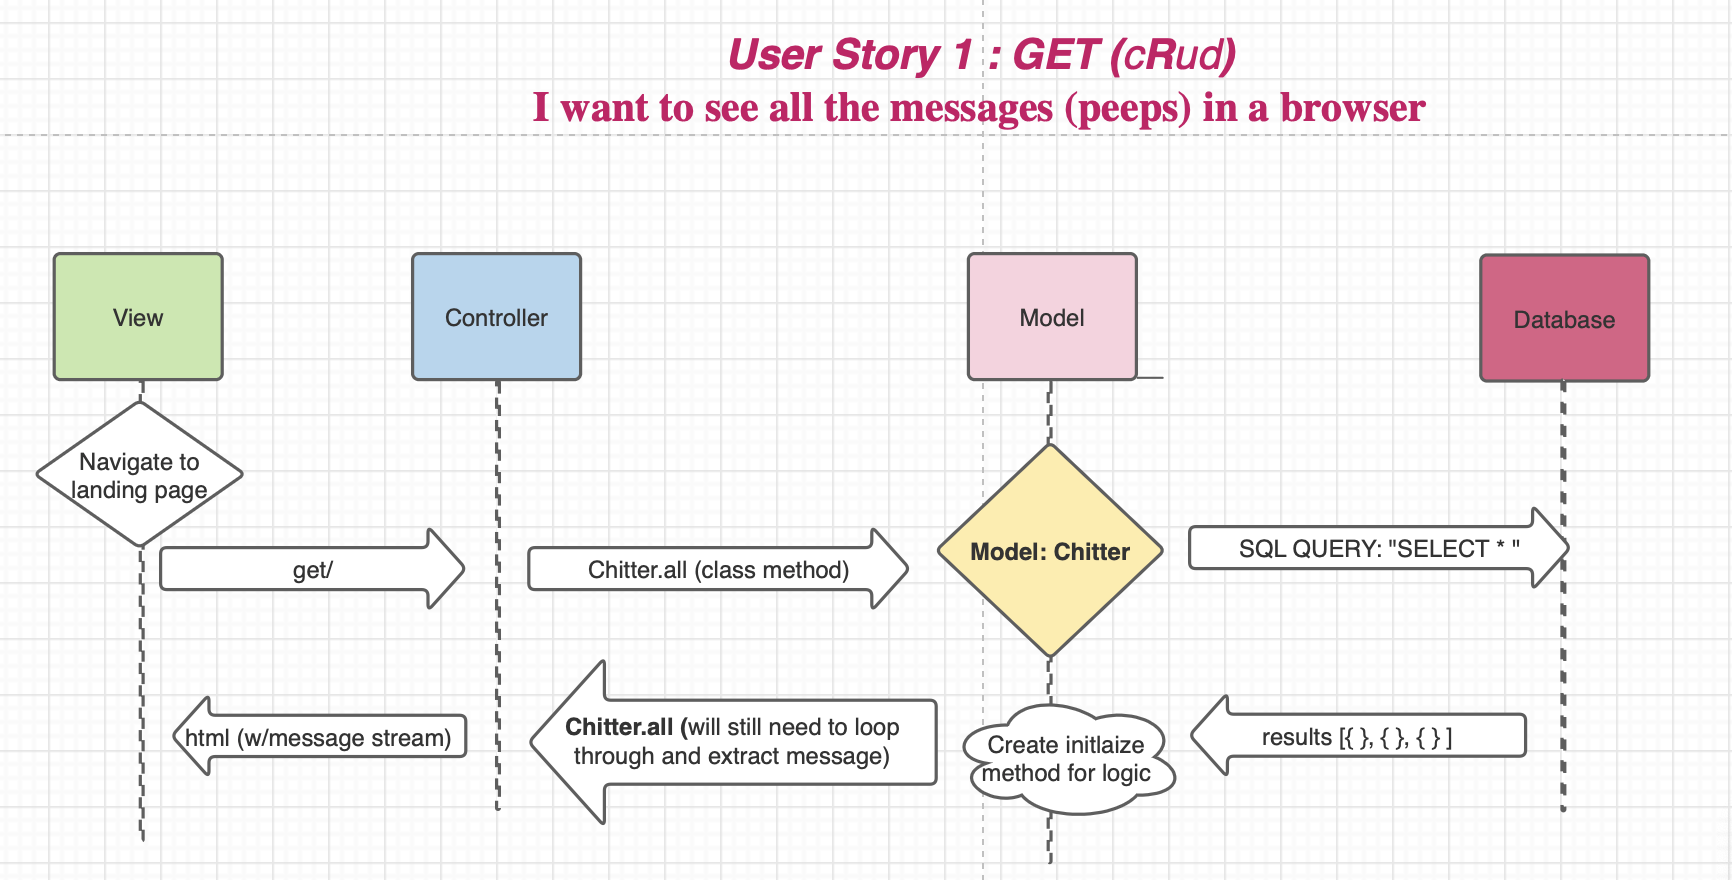 User Story 1 : GET (cRud)
I want to see all the messages (peeps) in a browser
View
Controller
Model
Database
Navigate to
landing page
get/
Chitter.all (class method)
Model: Chitter
SQL QUERY: "SELECT * "
html (w/message stream)
Chitter.all (will still need to loop
through and extract message)
Create initlaize
method for logic
results [{ }, { }, { } ]